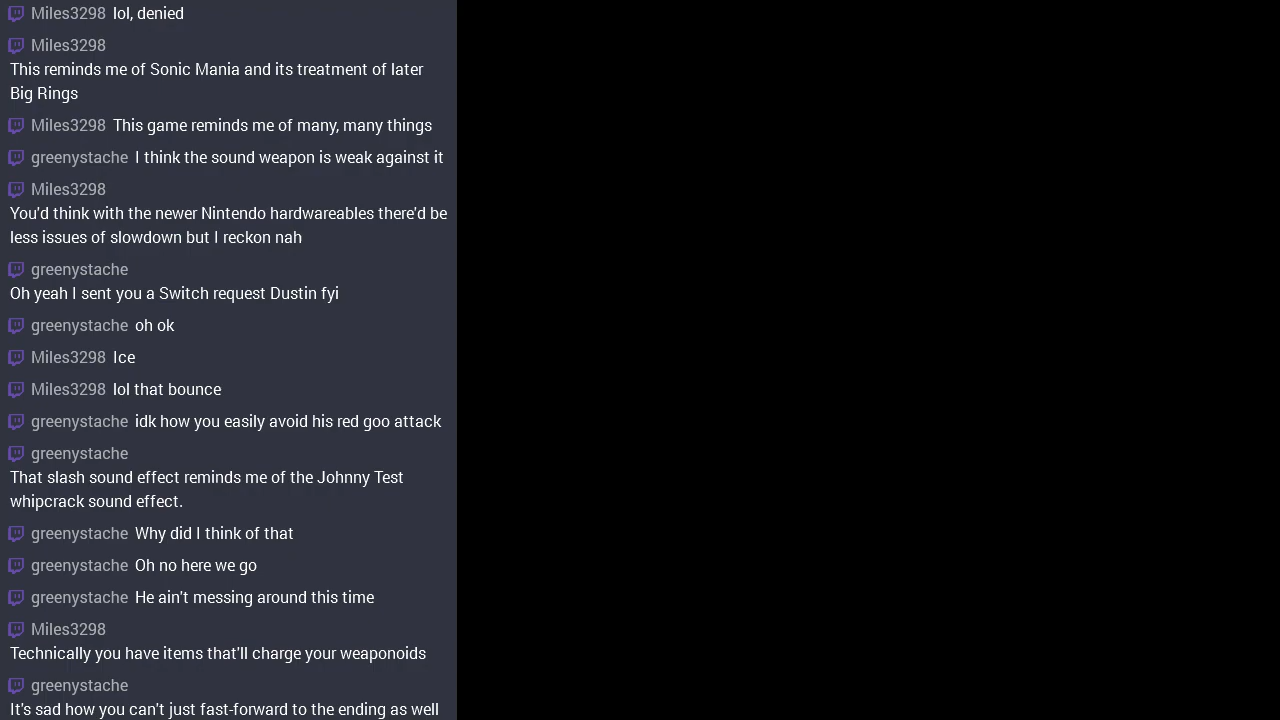 Miles3298 lol, denied
Miles3298
This reminds me of Sonic Mania and its treatment of later
Big Rings
Miles3298 This game reminds me of many, many things
greenystache I think the sound weapon is weak against it
Miles3298
You'd think with the newer Nintendo hardwareables there'd be
less issues of slowdown but I reckon nah
greenystache
Oh yeah I sent you a Switch request Dustin fyi
greenystache oh ok
Miles3298 Ice
Miles3298 lol that bounce
greenystache idk how you easily avoid his red goo attack
greenystache
That slash sound effect reminds me of the Johnny Test
whipcrack sound effect.
greenystache Why did I think of that
greenystache Oh no here we go
greenystache He ain't messing around this time
Miles3298
Technically you have items that'll charge your weaponoids
greenystache
It's sad how you can't just fast-forward to the ending as well